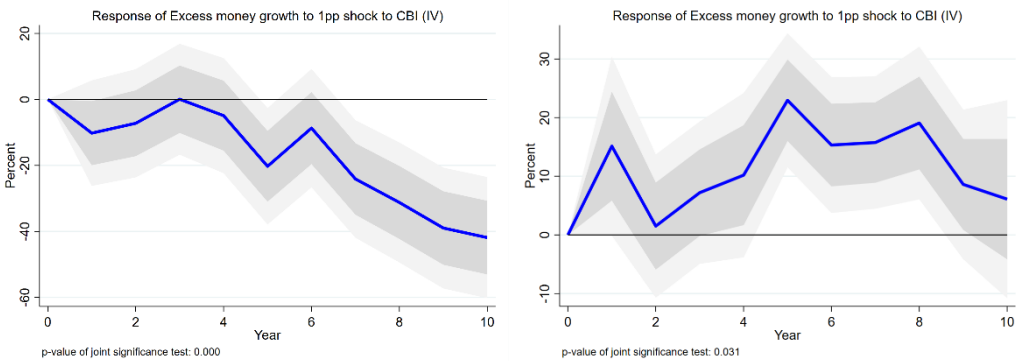 Response of Excess money growth to 1pp shock to CBI (IV)
Percent
20
0
-20
-40
-60
0 2 4 6 8 10
Year
p-value of joint significance test: 0.000
Response of Excess money growth to 1pp shock to CBI (IV)
Percent
30
20
10
0
-10
0 2 4 6 8 10
Year
p-value of joint significance test: 0.031